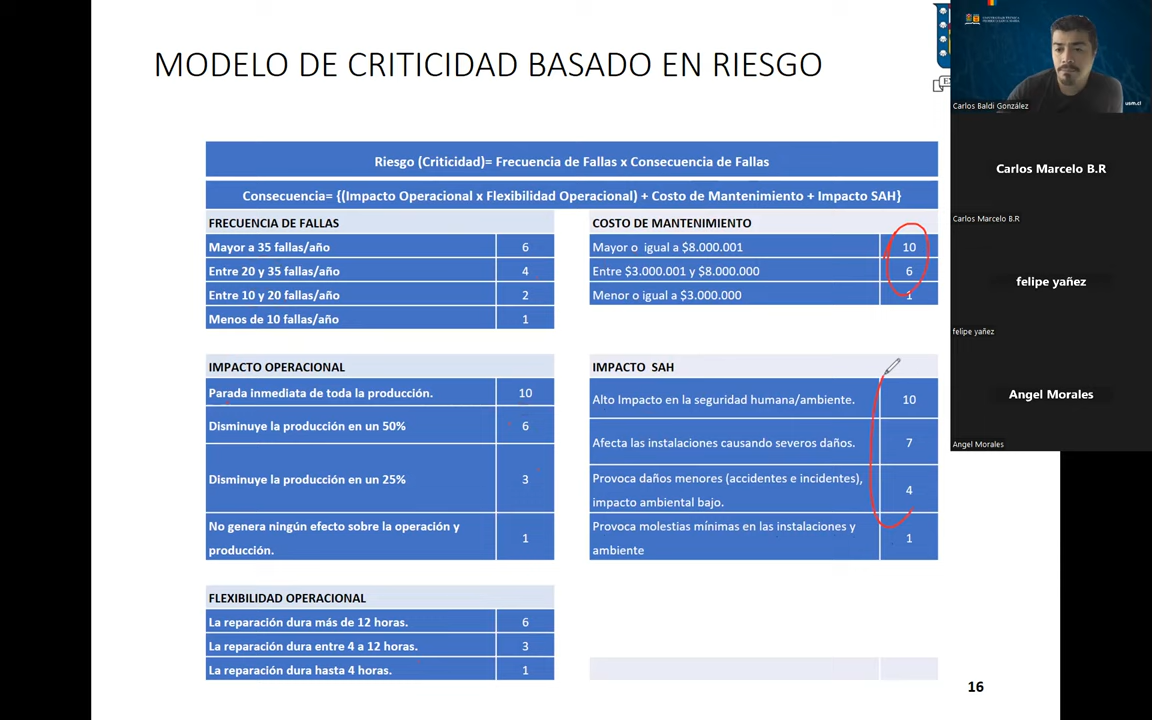 MODELO DE CRITICIDAD BASADO EN RIESGO
Riesgo (Criticidad)= Frecuencia de Fallas x Consecuencia de Fallas
Consecuencia= {(Impacto Operacional x Flexibilidad Operacional) + Costo de Mantenimiento + Impacto SAH}
FRECUENCIA DE FALLAS
Mayor a 35 fallas/año 6
Entre 20 y 35 fallas/año 4
Entre 10 y 20 fallas/año 2
Menos de 10 fallas/año 1
COSTO DE MANTENIMIENTO
Mayor o igual a $8.000.001 10
Entre $3.000.001 y $8.000.000 6
Menor o igual a $3.000.000 1
IMPACTO OPERACIONAL
Parada inmediata de toda la producción. 10
Disminuye la producción en un 50% 6
Disminuye la producción en un 25% 3
No genera ningún efecto sobre la operación y
producción. 1
IMPACTO SAH
Alto Impacto en la seguridad humana/ambiente. 10
Afecta las instalaciones causando severos daños. 7
Provoca daños menores (accidentes e incidentes),
impacto ambiental bajo. 4
Provoca molestias mínimas en las instalaciones y
ambiente 1
FLEXIBILIDAD OPERACIONAL
La reparación dura más de 12 horas. 6
La reparación dura entre 4 a 12 horas. 3
La reparación dura hasta 4 horas. 1
16
usm.cl
Carlos Baldi González
Carlos Marcelo B.R
Carlos Marcelo B.R
felipe yañez
felipe yañez
Angel Morales
Angel Morales